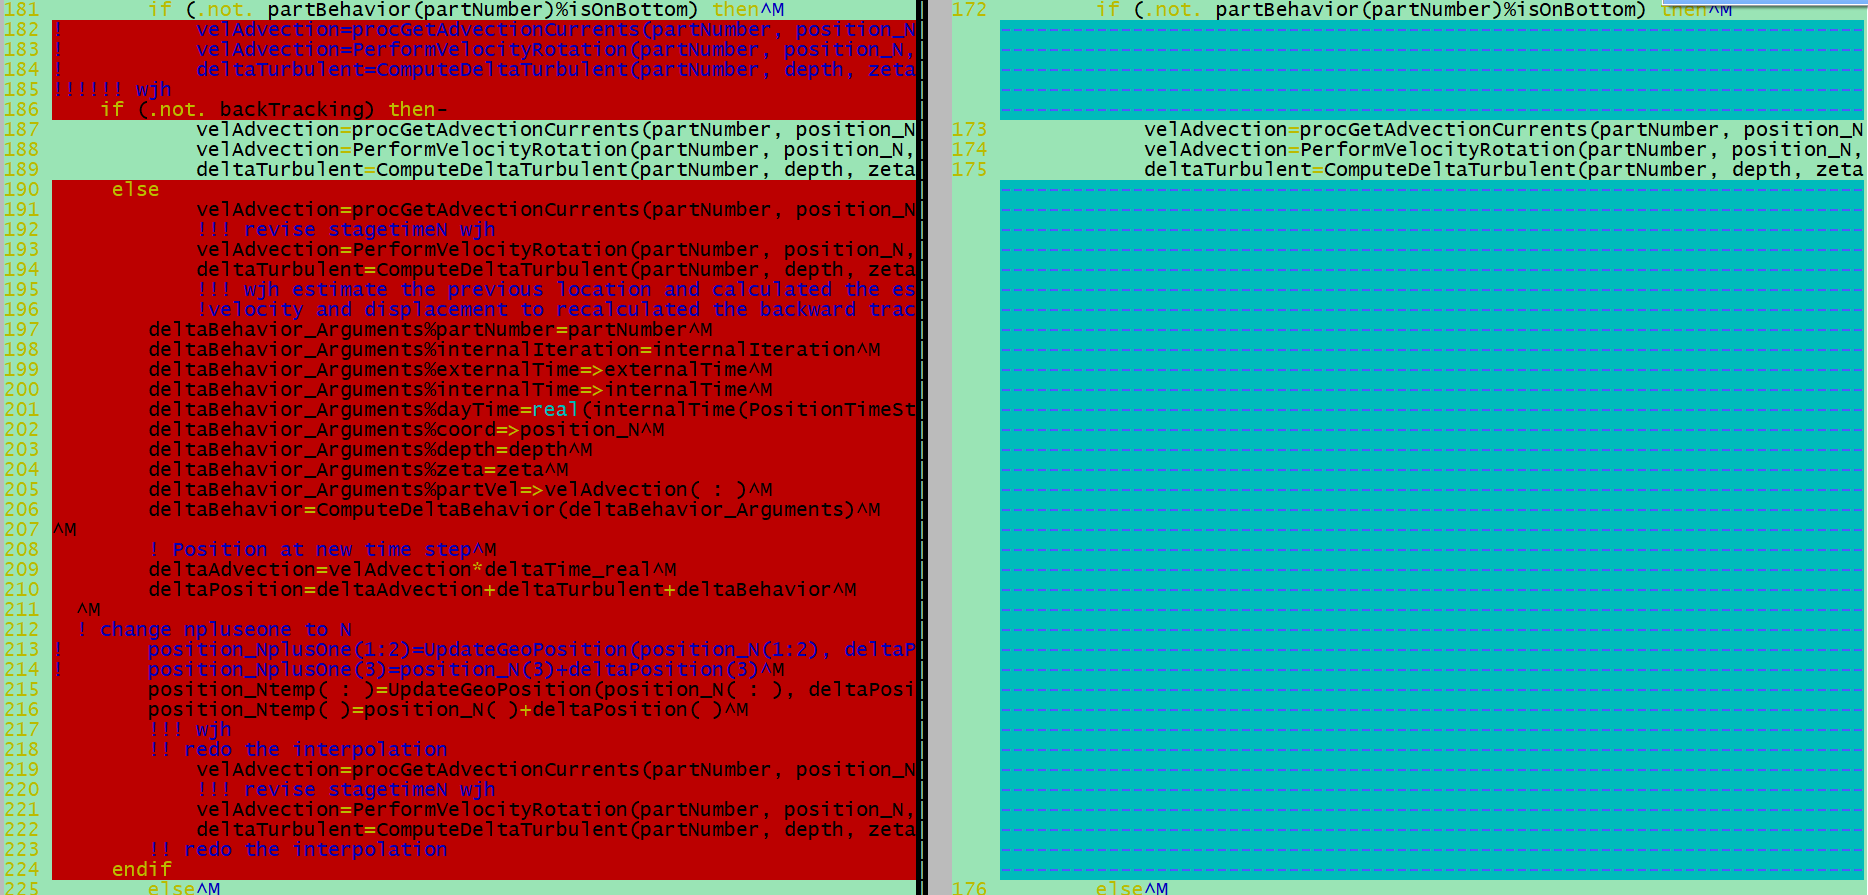 181         if (.not. partBehavior(partNumber)%isOnBottom) then^M
182 !           velAdvection=procGetAdvectionCurrents(partNumber, position_N
183 !           velAdvection=PerformVelocityRotation(partNumber, position_N,
184 !           deltaTurbulent=ComputeDeltaTurbulent(partNumber, depth, zeta
185 !!!!!! wjh
186     if (.not. backTracking) then-
187             velAdvection=procGetAdvectionCurrents(partNumber, position_N
188             velAdvection=PerformVelocityRotation(partNumber, position_N,
189             deltaTurbulent=ComputeDeltaTurbulent(partNumber, depth, zeta
190      else
191             velAdvection=procGetAdvectionCurrents(partNumber, position_N
192             !!! revise stagetimeN wjh
193             velAdvection=PerformVelocityRotation(partNumber, position_N,
194             deltaTurbulent=ComputeDeltaTurbulent(partNumber, depth, zeta
195             !!! wjh estimate the previous location and calculated the es
196             !velocity and displacement to recalculated the backward trac
197         deltaBehavior_Arguments%partNumber=partNumber^M
198         deltaBehavior_Arguments%internalIteration=internalIteration^M
199         deltaBehavior_Arguments%externalTime=>externalTime^M
200         deltaBehavior_Arguments%internalTime=>internalTime^M
201         deltaBehavior_Arguments%dayTime=real(internalTime(PositionTimeSt
202         deltaBehavior_Arguments%coord=>position_N^M
203         deltaBehavior_Arguments%depth=depth^M
204         deltaBehavior_Arguments%zeta=zeta^M
205         deltaBehavior_Arguments%partVel=>velAdvection( : )^M
206         deltaBehavior=ComputeDeltaBehavior(deltaBehavior_Arguments)^M
207 ^M
208         ! Position at new time step^M
209         deltaAdvection=velAdvection*deltaTime_real^M
210         deltaPosition=deltaAdvection+deltaTurbulent+deltaBehavior^M
211   ^M
212   ! change npluseone to N
213 !       position_NplusOne(1:2)=UpdateGeoPosition(position_N(1:2), deltaP
214 !       position_NplusOne(3)=position_N(3)+deltaPosition(3)^M
215         position_Ntemp( : )=UpdateGeoPosition(position_N( : ), deltaPosi
216         position_Ntemp( )=position_N( )+deltaPosition( )^M
217         !!! wjh
218         !! redo the interpolation
219             velAdvection=procGetAdvectionCurrents(partNumber, position_N
220             !!! revise stagetimeN wjh
221             velAdvection=PerformVelocityRotation(partNumber, position_N,
222             deltaTurbulent=ComputeDeltaTurbulent(partNumber, depth, zeta
223         !! redo the interpolation
224      endif
225         else^M
172         if (.not. partBehavior(partNumber)%isOnBottom) then^M
173             velAdvection=procGetAdvectionCurrents(partNumber, position_N
174             velAdvection=PerformVelocityRotation(partNumber, position_N,
175             deltaTurbulent=ComputeDeltaTurbulent(partNumber, depth, zeta
176         else^M